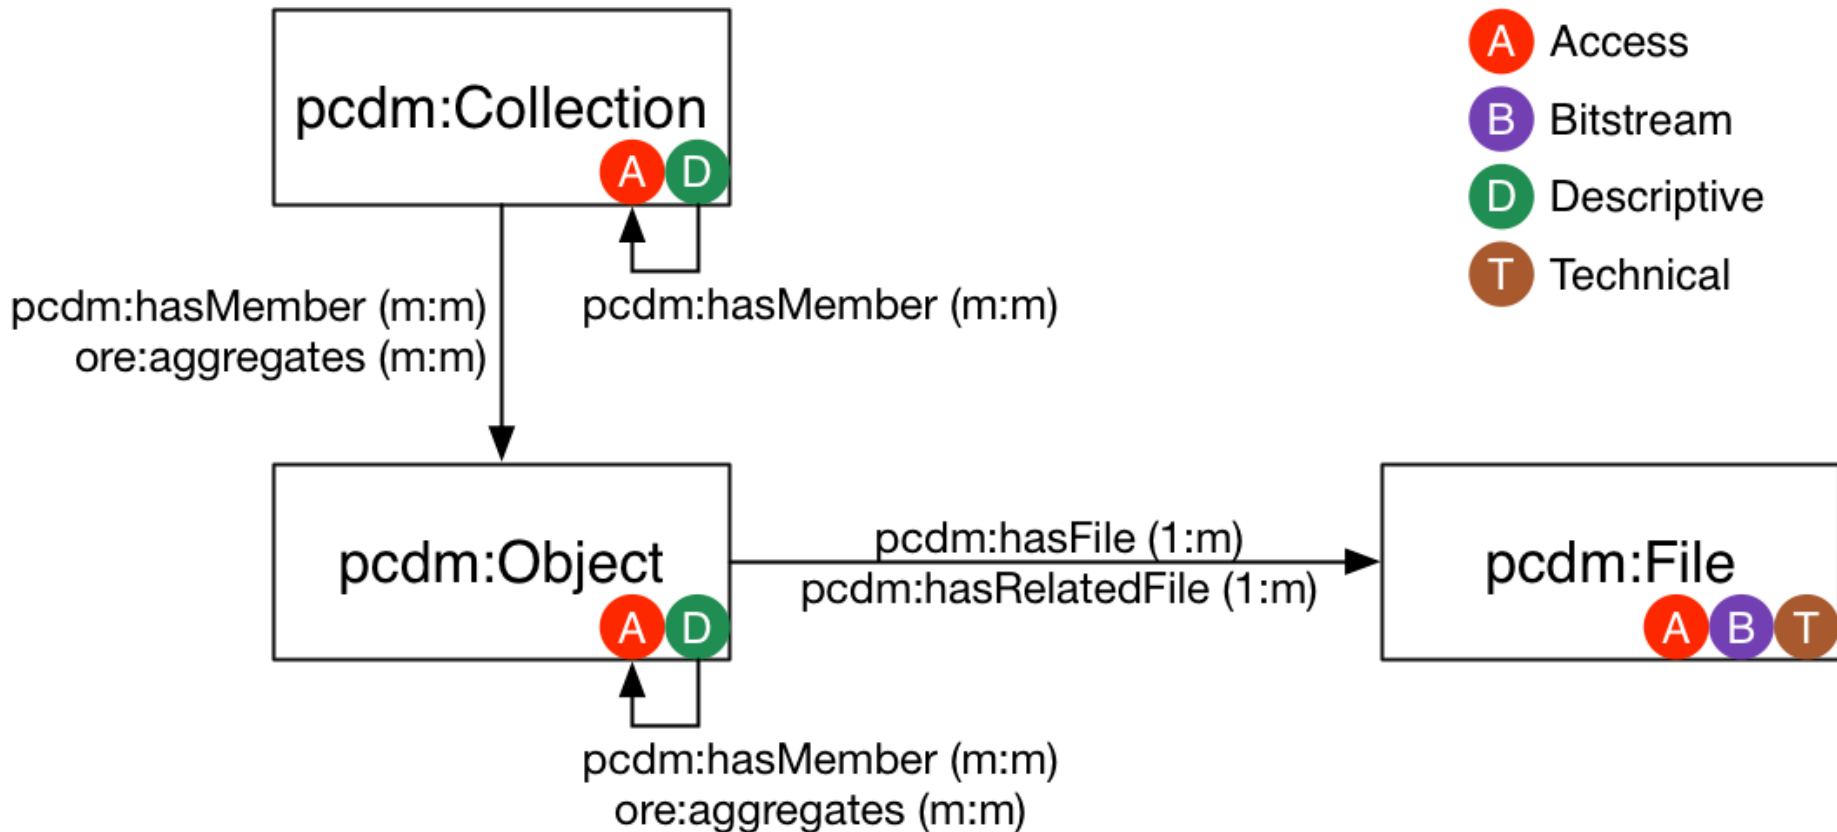 pcdm:Collection
A D
pcdm:hasMember (m:m)
ore:aggregates (m:m)
pcdm:hasMember (m:m)
A Access
B Bitstream
D Descriptive
T Technical
pcdm:Object
A D
pcdm:hasMember (m:m)
ore:aggregates (m:m)
pcdm:hasFile (1:m)
pcdm:hasRelatedFile (1:m)
pcdm:File
A B T